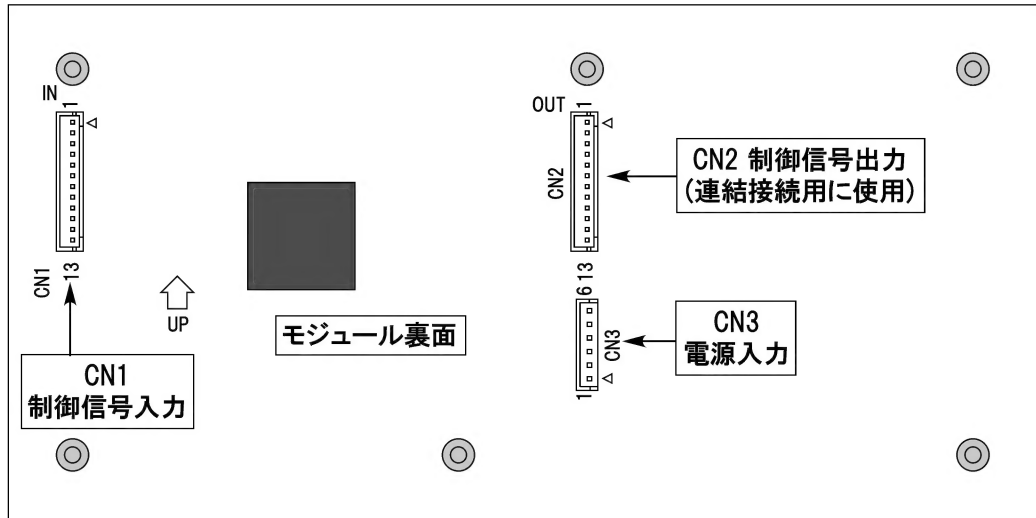 IN
1
CN1
13
UP
CN1
制御信号入力
モジュール裏面
OUT
1
CN2
13
CN2 制御信号出力
(連結接続用に使用)
6
CN3
1
CN3
電源入力